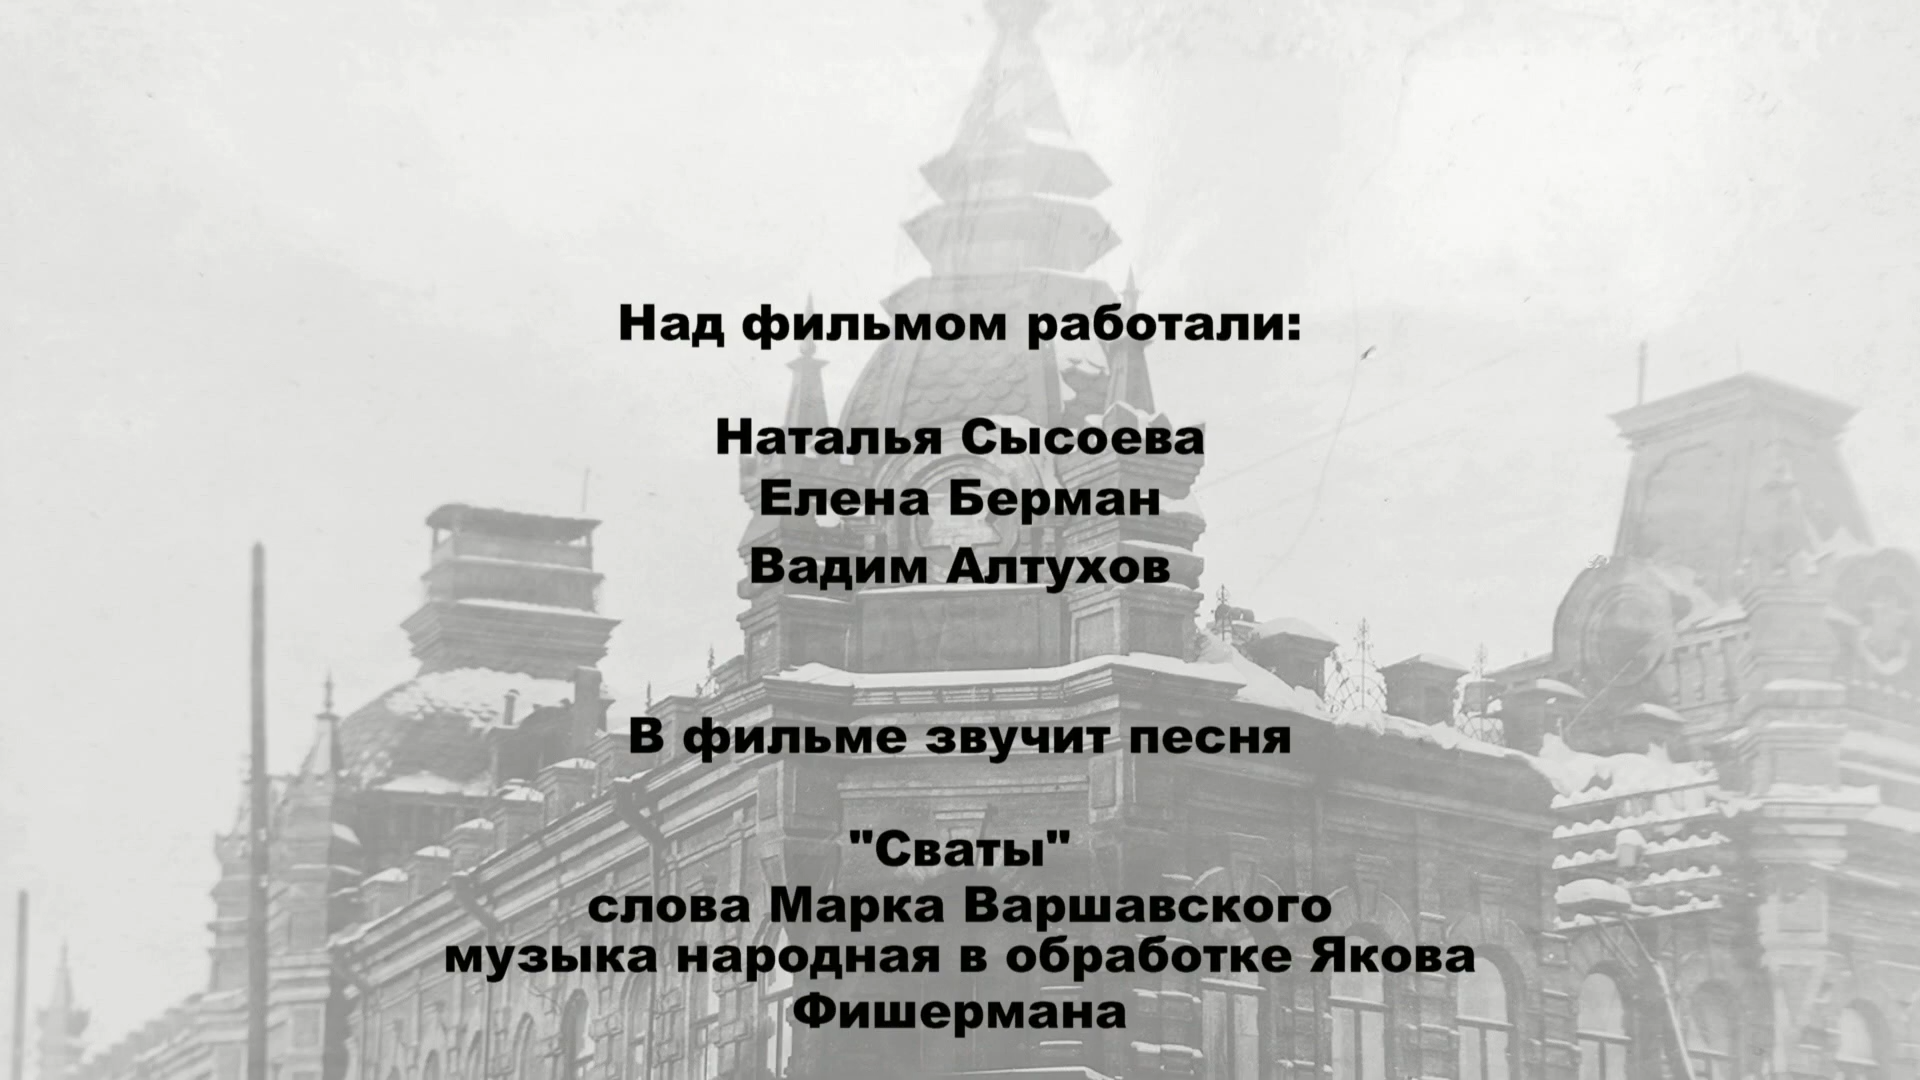 Над фильмом работали:
Наталья Сысоева
Елена Берман
Вадим Алтухов
В фильме звучит песня
"Сваты"
слова Марка Варшавского
музыка народная в обработке Якова
Фишермана